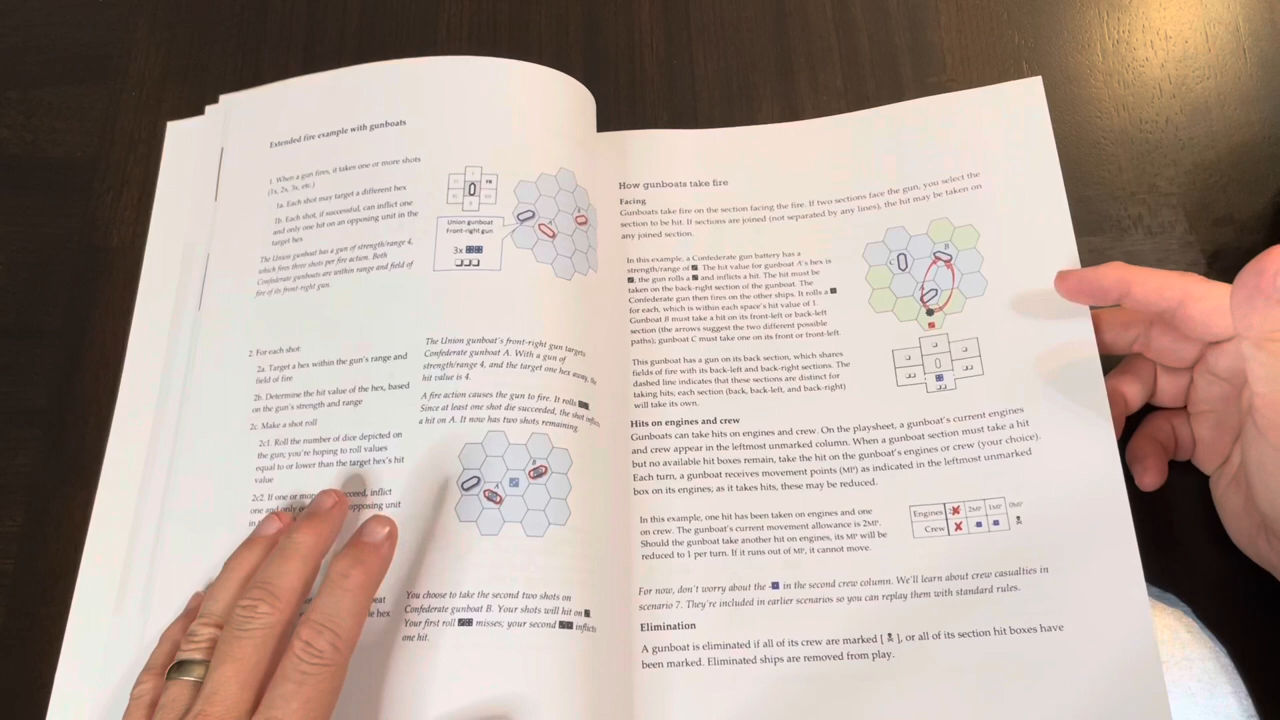 Extended fire example with gunboats
1. When a gun fires, it takes one or more shots
(1x, 2x, 3x, etc.)
1a. Each shot may target a different hex
1b. Each shot, if successful, can inflict one
and only one hit on an opposing unit in the
target hex
The Union gunboat has a gun of strength/range 4,
which fires three shots per fire action. Both
Confederate gunboats are within range and field of
fire of its front-right gun.
FR
Union gunboat
Front-right gun
3x
A
B
2. For each shot:
2a. Target a hex within the gun's range and
field of fire
2b. Determine the hit value of the hex, based
on the gun's strength and range
2c. Make a shot roll
2c1. Roll the number of dice depicted on
the gun; you're hoping to roll values
equal to or lower than the target hex's hit
value
2c2. If one or more succeed, inflict
one and only opposing unit
in
hex
The Union gunboat's front-right gun targets
Confederate gunboat A. With a gun of
strength/range 4, and the target one hex away, the
hit value is 4.
A fire action causes the gun to fire. It rolls
Since at least one shot die succeeded, the shot inflicts
a hit on A. It now has two shots remaining.
A
B
You choose to take the second two shots on
Confederate gunboat B. Your shots will hit on
Your first roll misses; your second inflicts
one hit.
How gunboats take fire
Facing
Gunboats take fire on the section facing the fire. If two sections face the gun, you select the
section to be hit. If sections are joined (not separated by any lines), the hit may be taken on
any joined section.
In this example, a Confederate gun battery has a
strength/range of . The hit value for gunboat A's hex is
, the gun rolls a and inflicts a hit. The hit must be
taken on the back-right section of the gunboat. The
Confederate gun then fires on the other ships. It rolls a
for each, which is within each space's hit value of 1.
Gunboat B must take a hit on its front-left or back-left
section (the arrows suggest the two different possible
paths); gunboat C must take one on its front or front-left.
C
B
This gunboat has a gun on its back section, which shares
fields of fire with its back-left and back-right sections. The
dashed line indicates that these sections are distinct for
taking hits; each section (back, back-left, and back-right)
will take its own.
Hits on engines and crew
Gunboats can take hits on engines and crew. On the playsheet, a gunboat's current engines
and crew appear in the leftmost unmarked column. When a gunboat section must take a hit
but no available hit boxes remain, take the hit on the gunboat's engines or crew (your choice).
Each turn, a gunboat receives movement points (MP) as indicated in the leftmost unmarked
box on its engines; as it takes hits, these may be reduced.
In this example, one hit has been taken on engines and one
on crew. The gunboat's current movement allowance is 2MP.
Should the gunboat take another hit on engines, its MP will be
reduced to 1 per turn. If it runs out of MP, it cannot move.
Engines 2MP 1MP 0MP
Crew
For now, don't worry about the - in the second crew column. We'll learn about crew casualties in
scenario 7. They're included in earlier scenarios so you can replay them with standard rules.
Elimination
A gunboat is eliminated if all of its crew are marked [ ], or all of its section hit boxes have
been marked. Eliminated ships are removed from play.